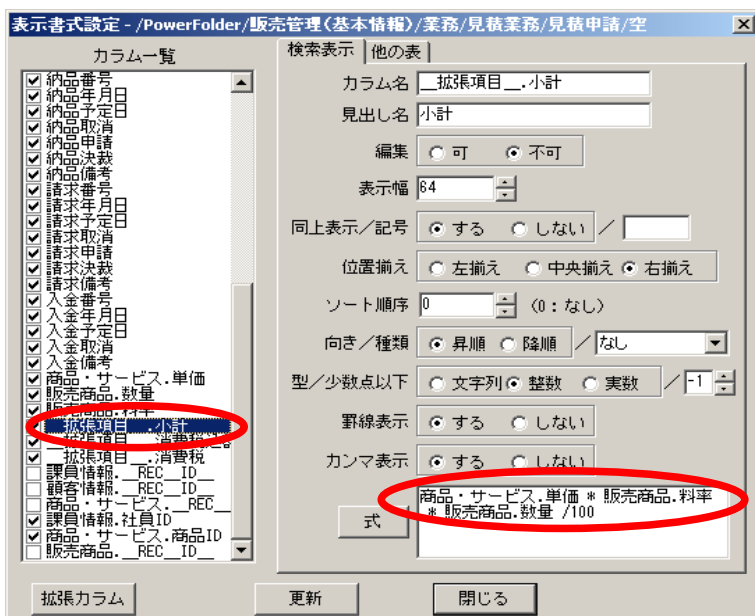 表示書式設定 - /PowerFolder/販売管理(基本情報)/業務/見積業務/見積申請/空
カラム一覧
納品番号
納品年月日
納品予定日
納品取消
納品申請
納品決裁
納品備考
請求番号
請求年月日
請求予定日
請求取消
請求申請
請求決裁
請求備考
入金番号
入金年月日
入金予定日
入金取消
入金備考
商品・サービス.単価
販売商品.数量
販売商品.料率
__拡張項目__.小計
__拡張項目__.消費税
課員情報.__REC__ID__
顧客情報.__REC__ID__
商品・サービス.__REC__
課員情報.社員ID
商品・サービス.商品ID
販売商品.__REC__ID__
検索表示 他の表
カラム名 __拡張項目__.小計
見出し名 小計
編集 可 不可
表示幅 64
同上表示/記号 する しない /
位置揃え 左揃え 中央揃え 右揃え
ソート順序 0 (0:なし)
向き/種類 昇順 降順 / なし
型/少数点以下 文字列 整数 実数 / -1
罫線表示 する しない
カンマ表示 する しない
式 商品・サービス.単価 * 販売商品.料率
* 販売商品.数量 /100
拡張カラム 更新 閉じる